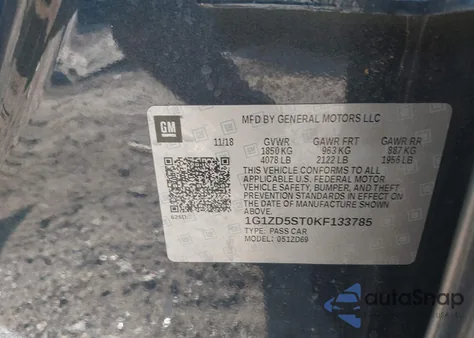 GM
MFD BY GENERAL MOTORS LLC
11/18 GVWR GAWR FRT GAWR RR
1850 KG 963 KG 887 KG
4078 LB 2122 LB 1956 LB
THIS VEHICLE CONFORMS TO ALL
APPLICABLE U.S. FEDERAL MOTOR
VEHICLE SAFETY, BUMPER, AND THEFT
PREVENTION STANDARDS IN EFFECT
ON THE DATE OF MANUFACTURE
SHOWN ABOVE.
1G1ZD5ST0KF133785
TYPE: PASS CAR
MODEL: 0S1ZD69
autoSnap